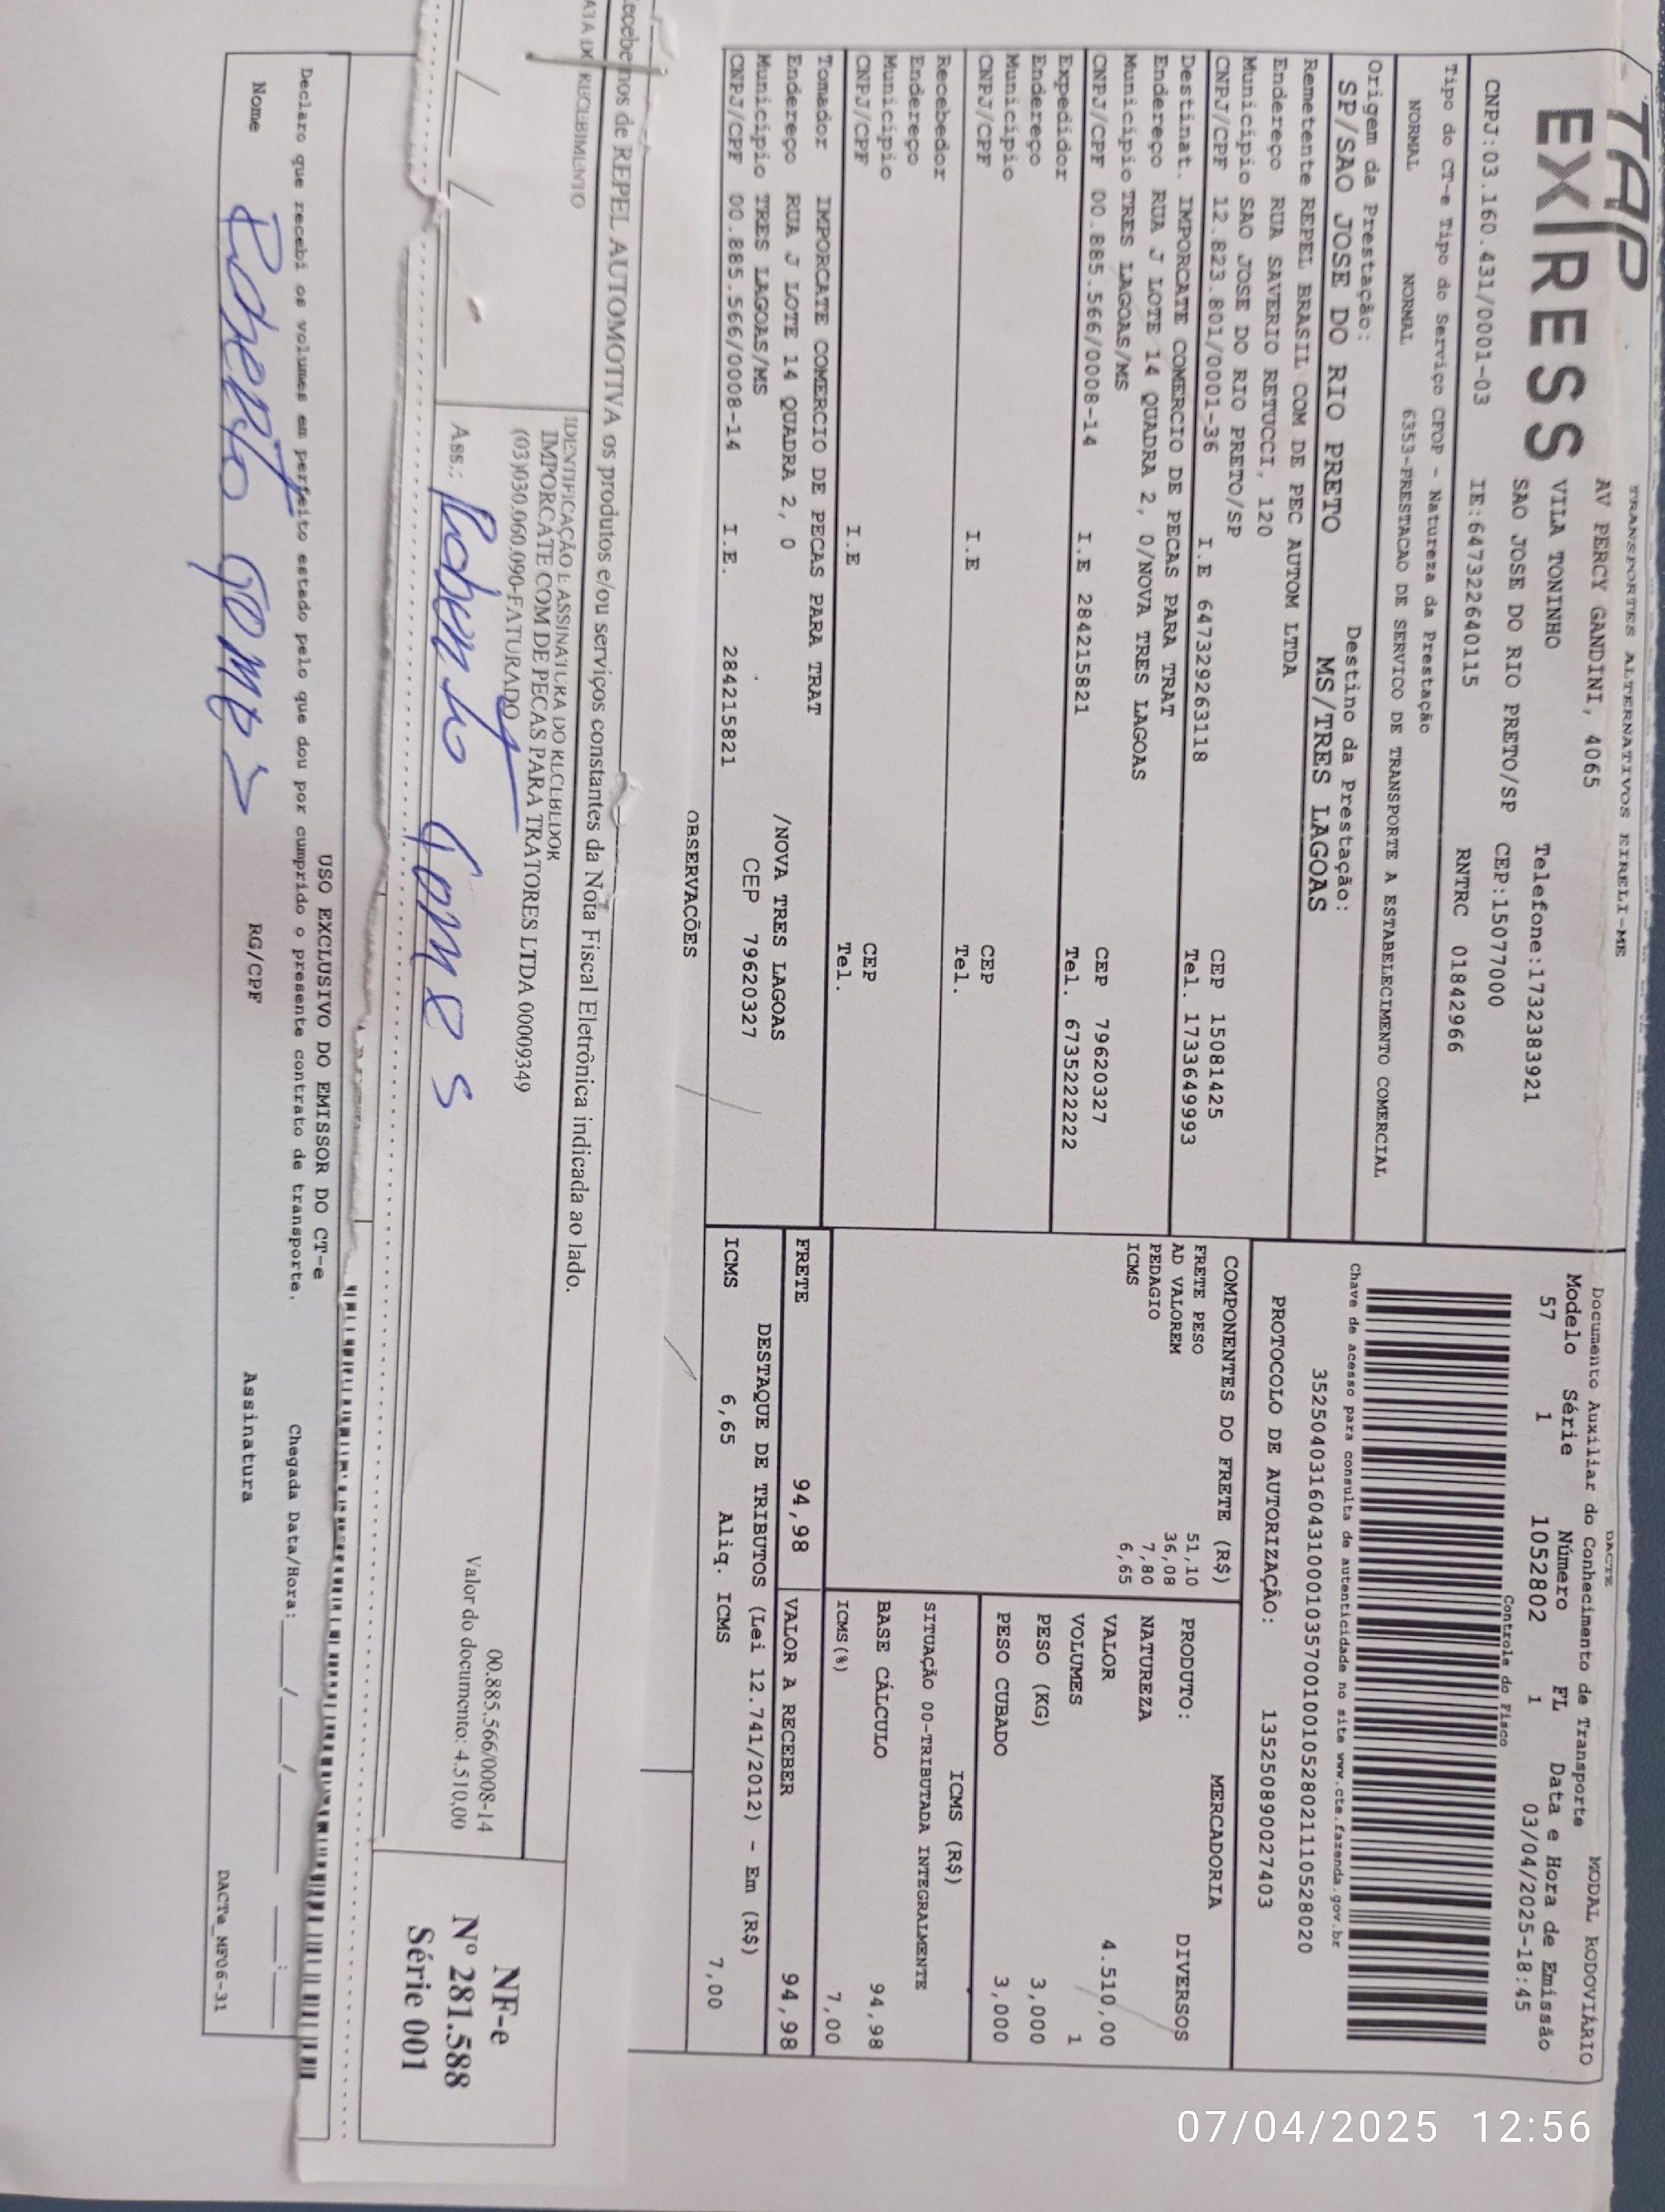 TAP
EXPRESS
TRANSPORTES ALTERNATIVOS EIRELI-ME
AV PERCY GANDINI, 4065
VILA TONINHO Telefone:1732383921
SAO JOSE DO RIO PRETO/SP CEP:15077000
CNPJ:03.160.431/0001-03 IE:647322640115 RNTRC 01842966
Tipo do CT-e Tipo do Serviço CFOP - Natureza da Prestação
NORMAL NORMAL 6353-PRESTACAO DE SERVICO DE TRANSPORTE A ESTABELECIMENTO COMERCIAL
Origem da Prestação: Destino da Prestação:
SP/SAO JOSE DO RIO PRETO MS/TRES LAGOAS
Remetente REPEL BRASIL COM DE PEC AUTOM LTDA
Endereço RUA SAVERIO RETUCCI, 120
Município SAO JOSE DO RIO PRETO/SP CEP 15081425
CNPJ/CPF 12.823.801/0001-36 I.E 647329263118 Tel. 1733649993
Destinat. IMPORCATE COMERCIO DE PECAS PARA TRAT
Endereço RUA J LOTE 14 QUADRA 2, 0/NOVA TRES LAGOAS
Município TRES LAGOAS/MS CEP 79620327
CNPJ/CPF 00.885.566/0008-14 I.E 284215821 Tel. 6735222222
Expedidor
Endereço
Município CEP
CNPJ/CPF I.E Tel.
Recebedor
Endereço
Município CEP
CNPJ/CPF I.E Tel.
Tomador IMPORCATE COMERCIO DE PECAS PARA TRAT
Endereço RUA J LOTE 14 QUADRA 2, 0 /NOVA TRES LAGOAS
Município TRES LAGOAS/MS CEP 79620327
CNPJ/CPF 00.885.566/0008-14 I.E. 284215821
OBSERVAÇÕES
DACTE
Documento Auxiliar do Conhecimento de Transporte MODAL RODOVIÁRIO
Modelo Série Número FL Data e Hora de Emissão
57 1 1052802 1 03/04/2025-18:45
Controle do Fisco
Chave de acesso para consulta de autenticidade no site www.cte.fazenda.gov.br
35250403160431000103570010010528021110528020
PROTOCOLO DE AUTORIZAÇÃO: 135250890027403
COMPONENTES DO FRETE (R$)
FRETE PESO 51,10
AD VALOREM 36,08
PEDAGIO 7,80
ICMS 6,65
MERCADORIA
PRODUTO: DIVERSOS
NATUREZA
VALOR 4.510,00
VOLUMES 1
PESO (KG) 3,000
PESO CUBADO 3,000
ICMS (R$)
SITUAÇÃO 00-TRIBUTADA INTEGRALMENTE
BASE CÁLCULO 94,98
ICMS(%) 7,00
FRETE 94,98 VALOR A RECEBER 94,98
DESTAQUE DE TRIBUTOS (Lei 12.741/2012) - Em (R$)
ICMS 6,65 Aliq. ICMS 7,00
ecebemos de REPEL AUTOMOTIVA os produtos e/ou serviços constantes da Nota Fiscal Eletrônica indicada ao lado.
ATA DO RECEBIMENTO
IDENTIFICAÇÃO E ASSINATURA DO RECEBEDOR
IMPORCATE COM DE PECAS PARA TRATORES LTDA 00009349
(03)030.060.090-FATURADO
00.885.566/0008-14
Valor do documento: 4.510,00
Ass.: Roberto Gomes
NF-e
Nº 281.588
Série 001
USO EXCLUSIVO DO EMISSOR DO CT-e
Declaro que recebi os volumes em perfeito estado pelo que dou por cumprido o presente contrato de transporte. Chegada Data/Hora: __/__/__ __:__
Nome Roberto Gomes RG/CPF Assinatura
DACTe_MF06-31
07/04/2025 12:56